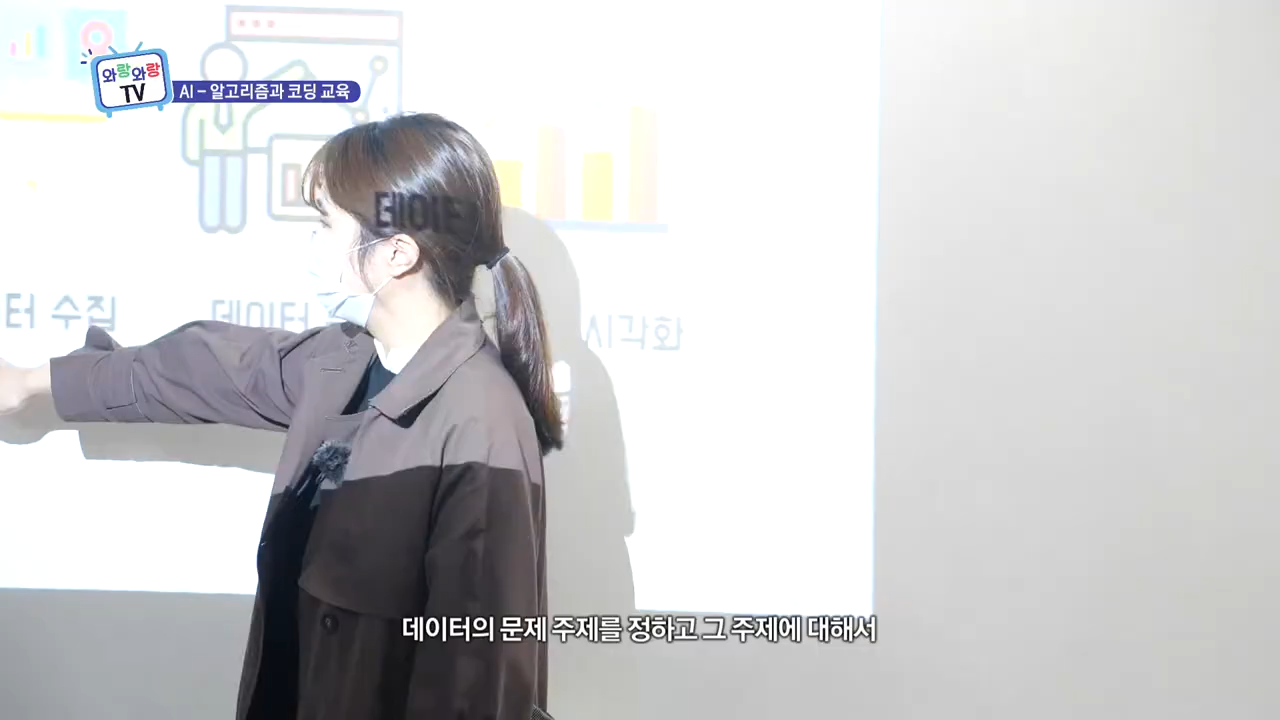 와랑와랑
TV
AI - 알고리즘과 코딩 교육
터 수집
데이터
시각화
데이터의 문제 주제를 정하고 그 주제에 대해서